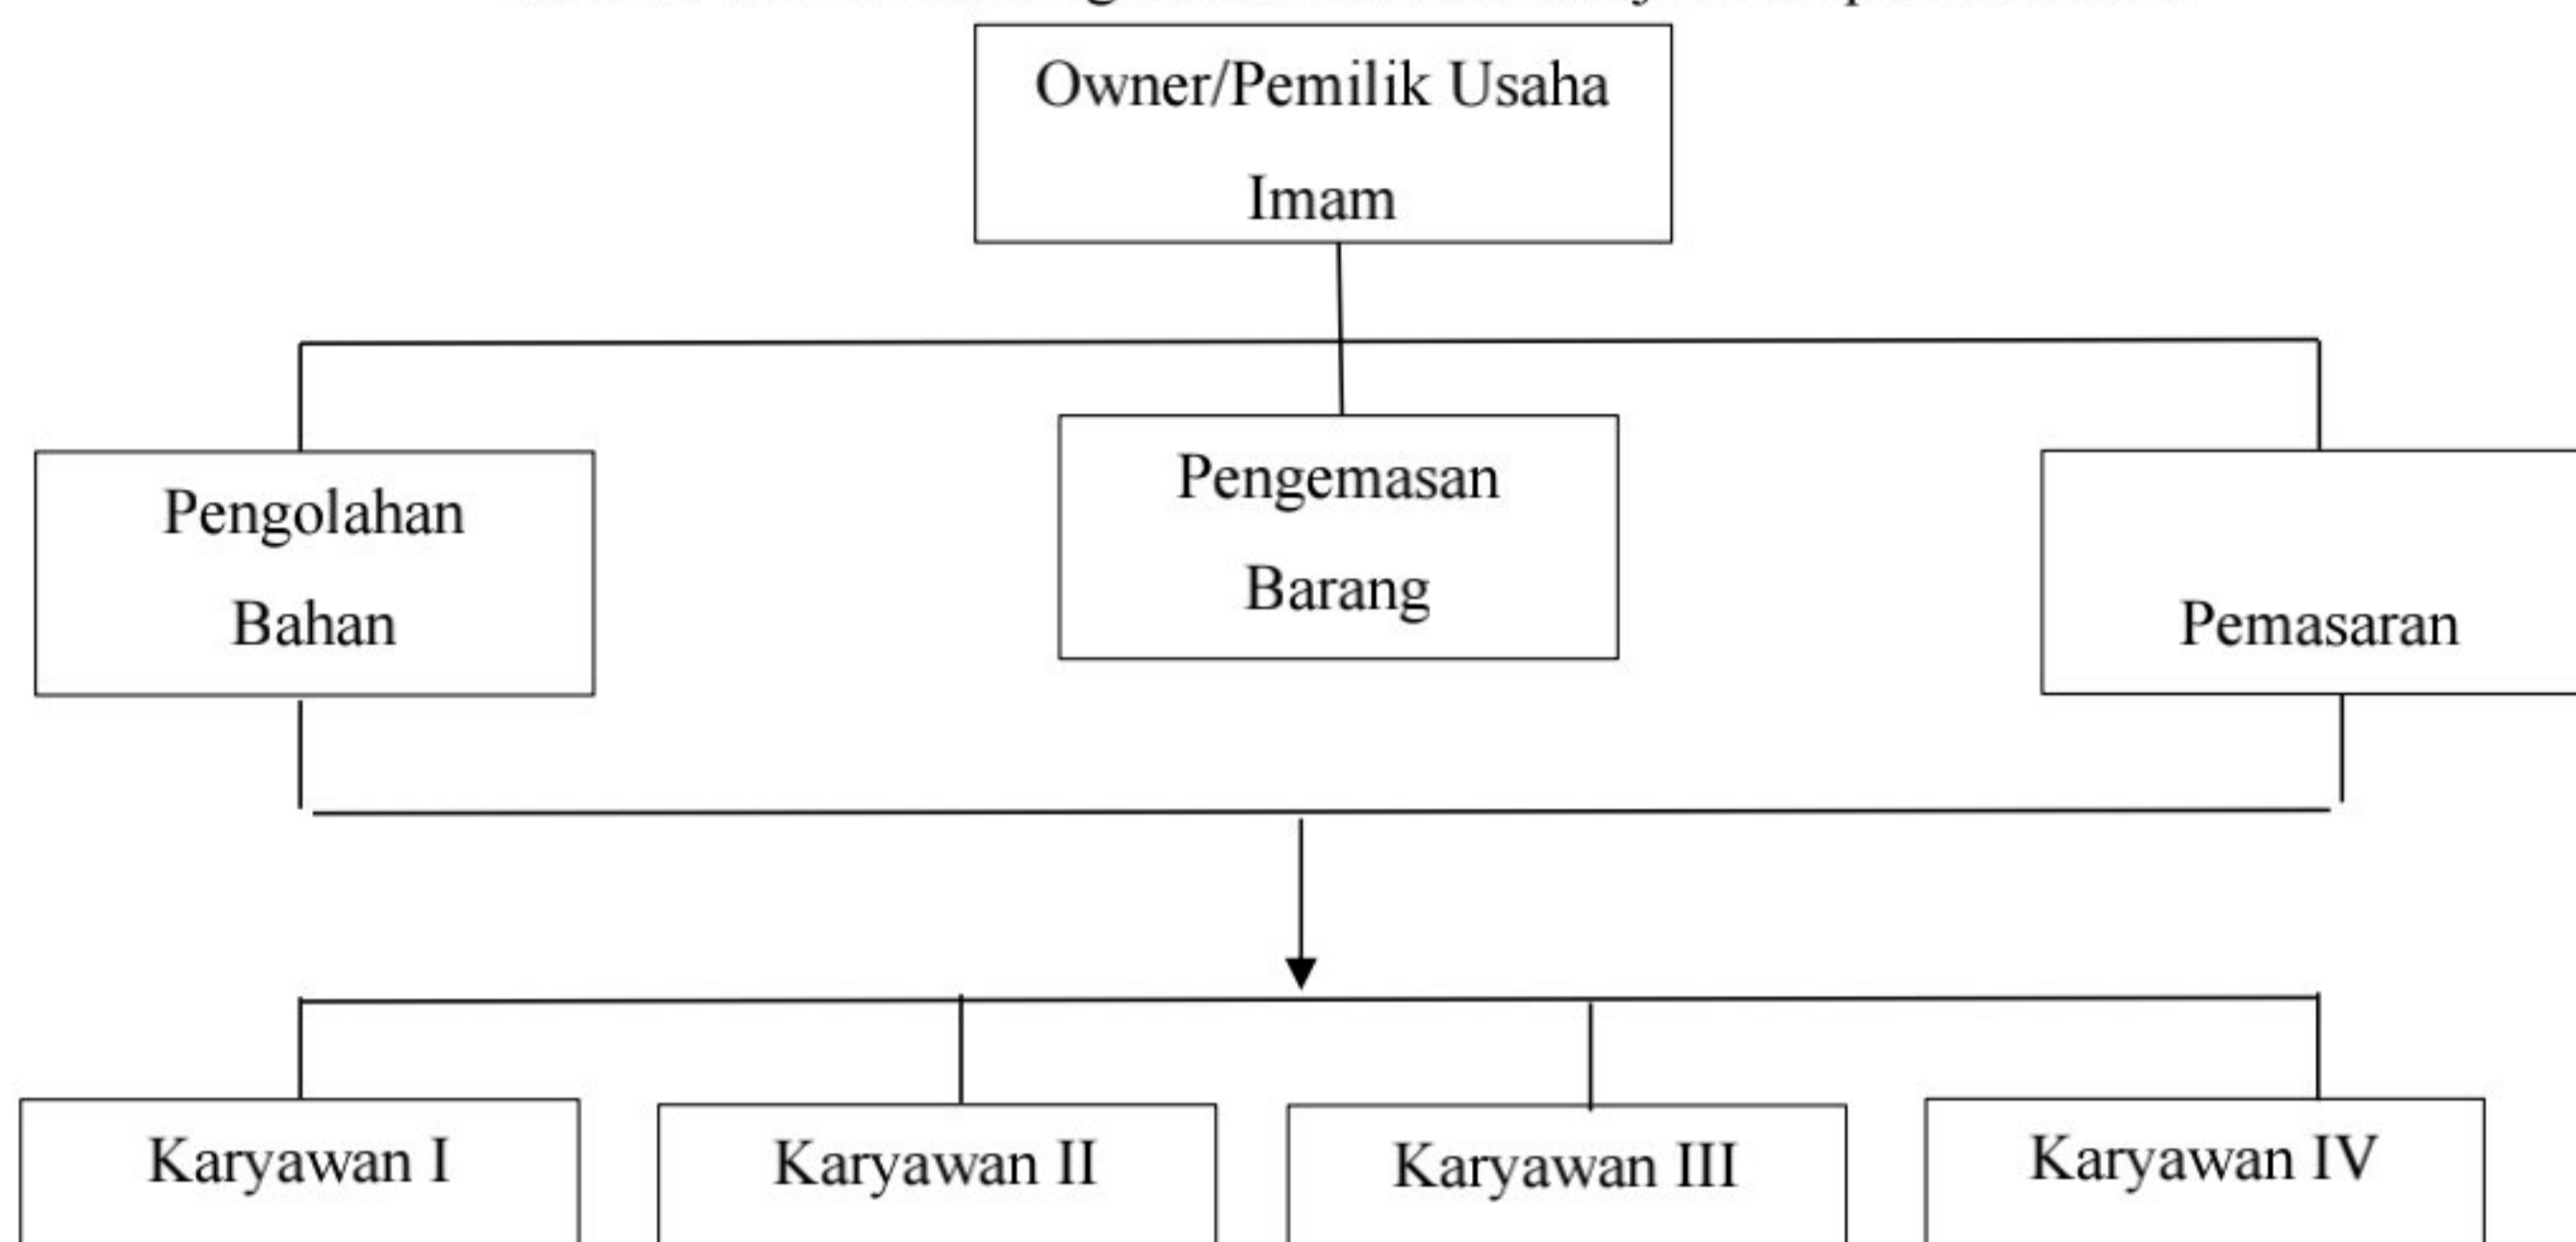 Owner/Pemilik Usaha
Imam
Pengolahan
Bahan
Pengemasan
Barang
Pemasaran
Karyawan I
Karyawan II
Karyawan III
Karyawan IV